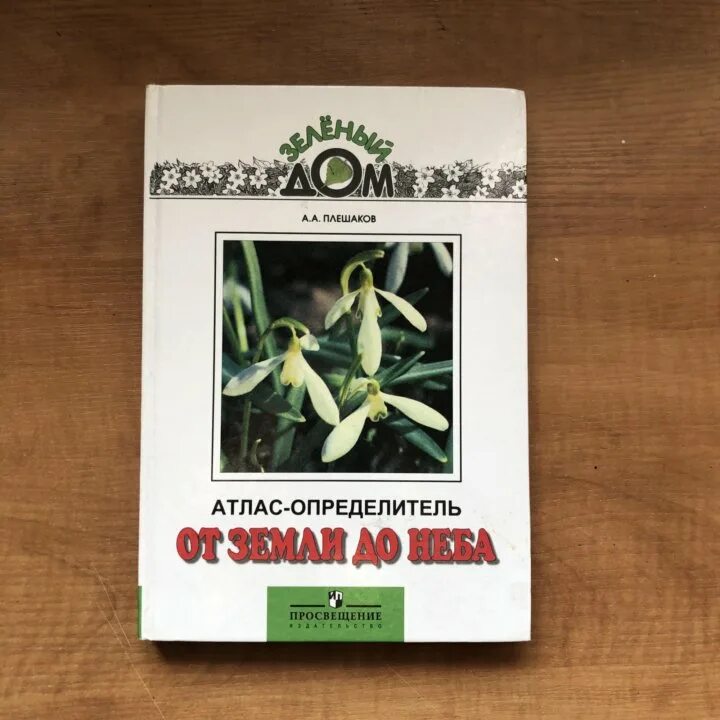 ЗЕЛЁНЫЙ
ДОМ
А.А. ПЛЕШАКОВ
АТЛАС-ОПРЕДЕЛИТЕЛЬ
ОТ ЗЕМЛИ ДО НЕБА
ПРОСВЕЩЕНИЕ
ИЗДАТЕЛЬСТВО